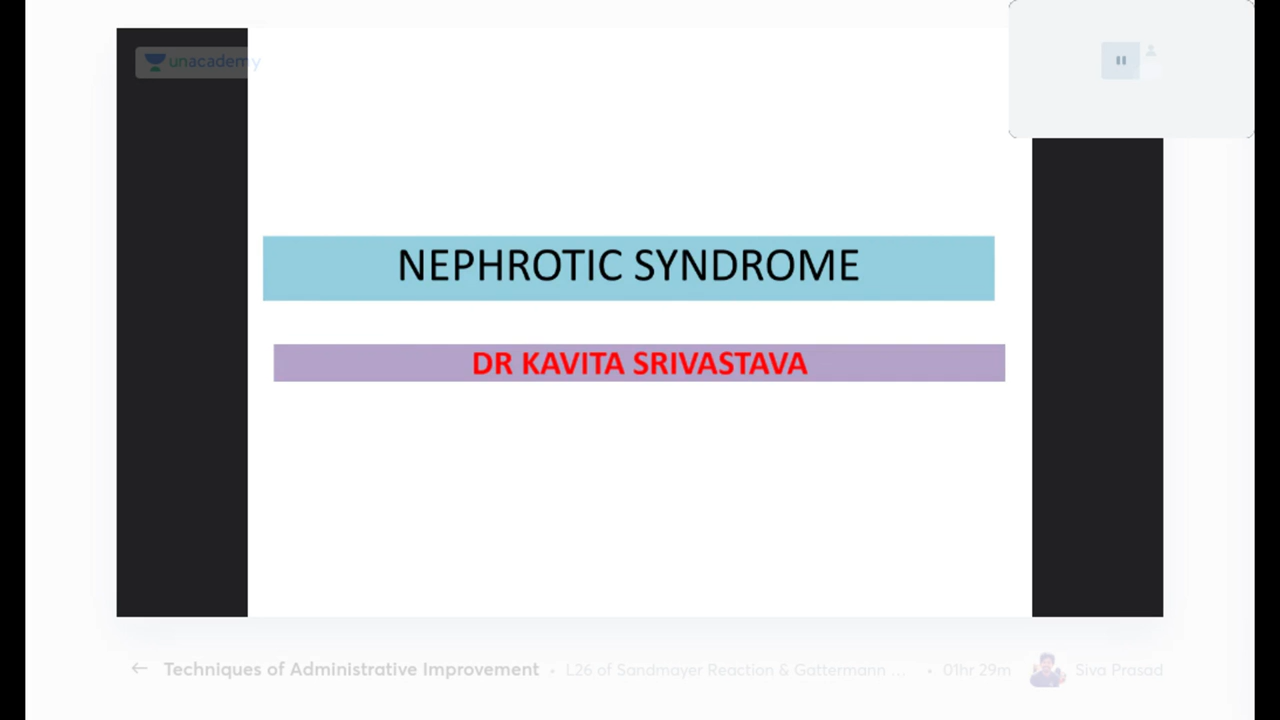 unacademy
NEPHROTIC SYNDROME
DR KAVITA SRIVASTAVA
← Techniques of Administrative Improvement • L26 of Sandmayer Reaction & Gattermann ... • 01hr 29m Siva Prasad